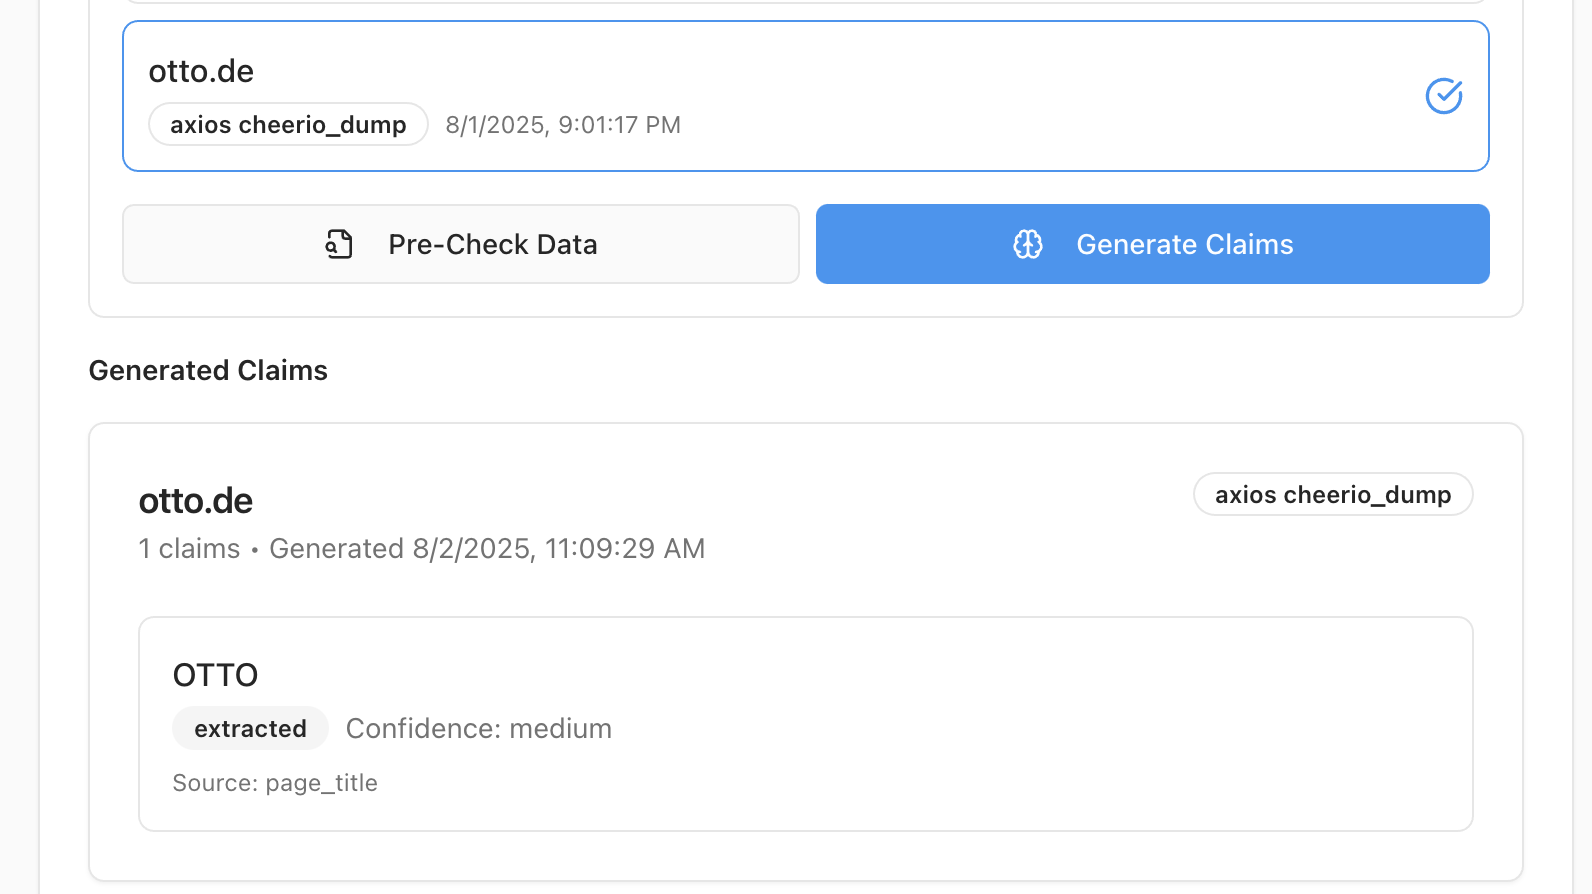 otto.de
axios cheerio_dump 8/1/2025, 9:01:17 PM
Pre-Check Data
Generate Claims
Generated Claims
otto.de
axios cheerio_dump
1 claims • Generated 8/2/2025, 11:09:29 AM
OTTO
extracted Confidence: medium
Source: page_title